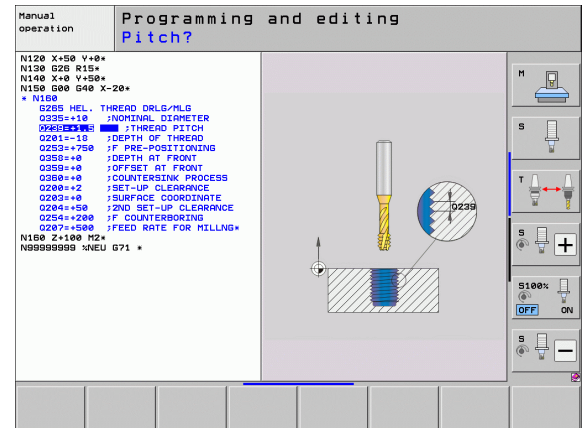 Manual
operation
Programming and editing
Pitch?
N120 X+50 Y+0*
N130 G26 R15*
N140 X+0 Y+50*
N150 G00 G40 X-20*
* N160
G265 HEL. THREAD DRLG/MLG
Q335=+10 ;NOMINAL DIAMETER
Q239=+1.5 ;THREAD PITCH
Q201=-18 ;DEPTH OF THREAD
Q253=+750 ;F PRE-POSITIONING
Q358=+0 ;DEPTH AT FRONT
Q359=+0 ;OFFSET AT FRONT
Q360=+0 ;COUNTERSINK PROCESS
Q200=+2 ;SET-UP CLEARANCE
Q203=+0 ;SURFACE COORDINATE
Q204=+50 ;2ND SET-UP CLEARANCE
Q254=+200 ;F COUNTERBORING
Q207=+500 ;FEED RATE FOR MILLNG*
N160 Z+100 M2*
N99999999 %NEU G71 *
Q239
M
S
T
S
+
S100%
OFF ON
S
−